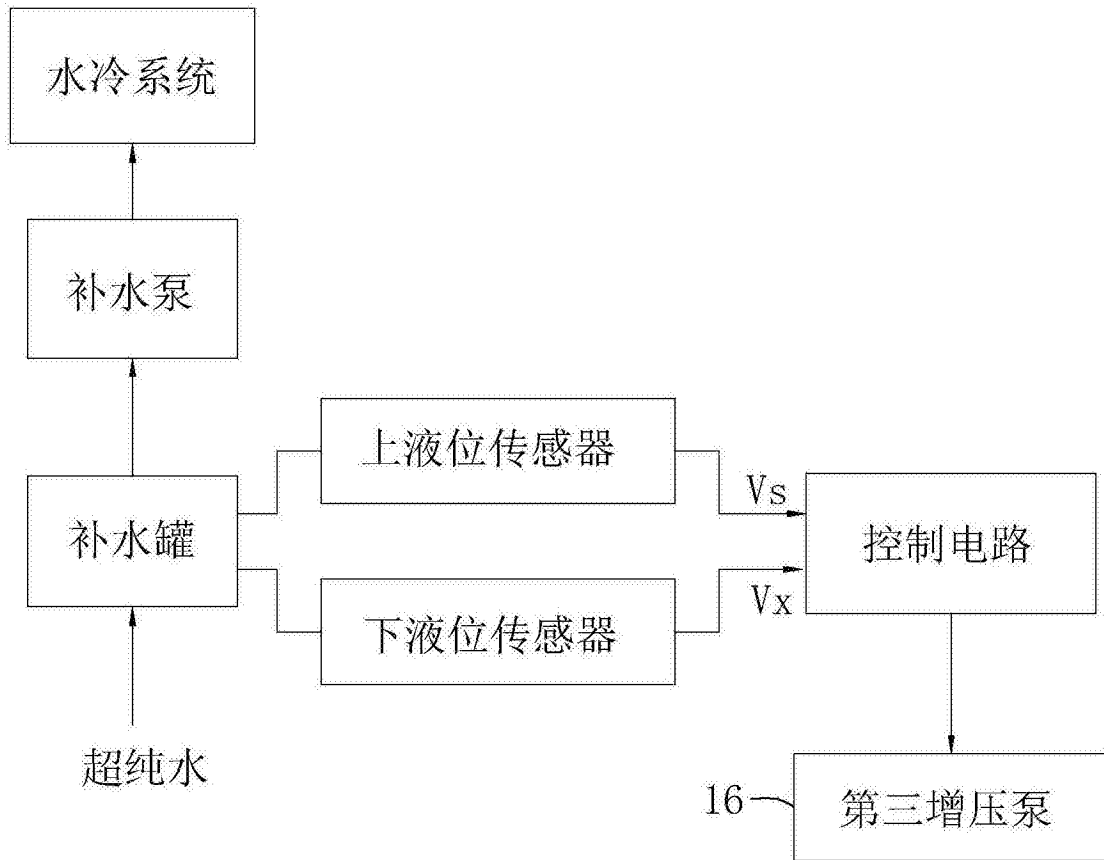 水冷系统
补水泵
上液位传感器
Vs
补水罐
控制电路
Vx
下液位传感器
超纯水
16
第三增压泵